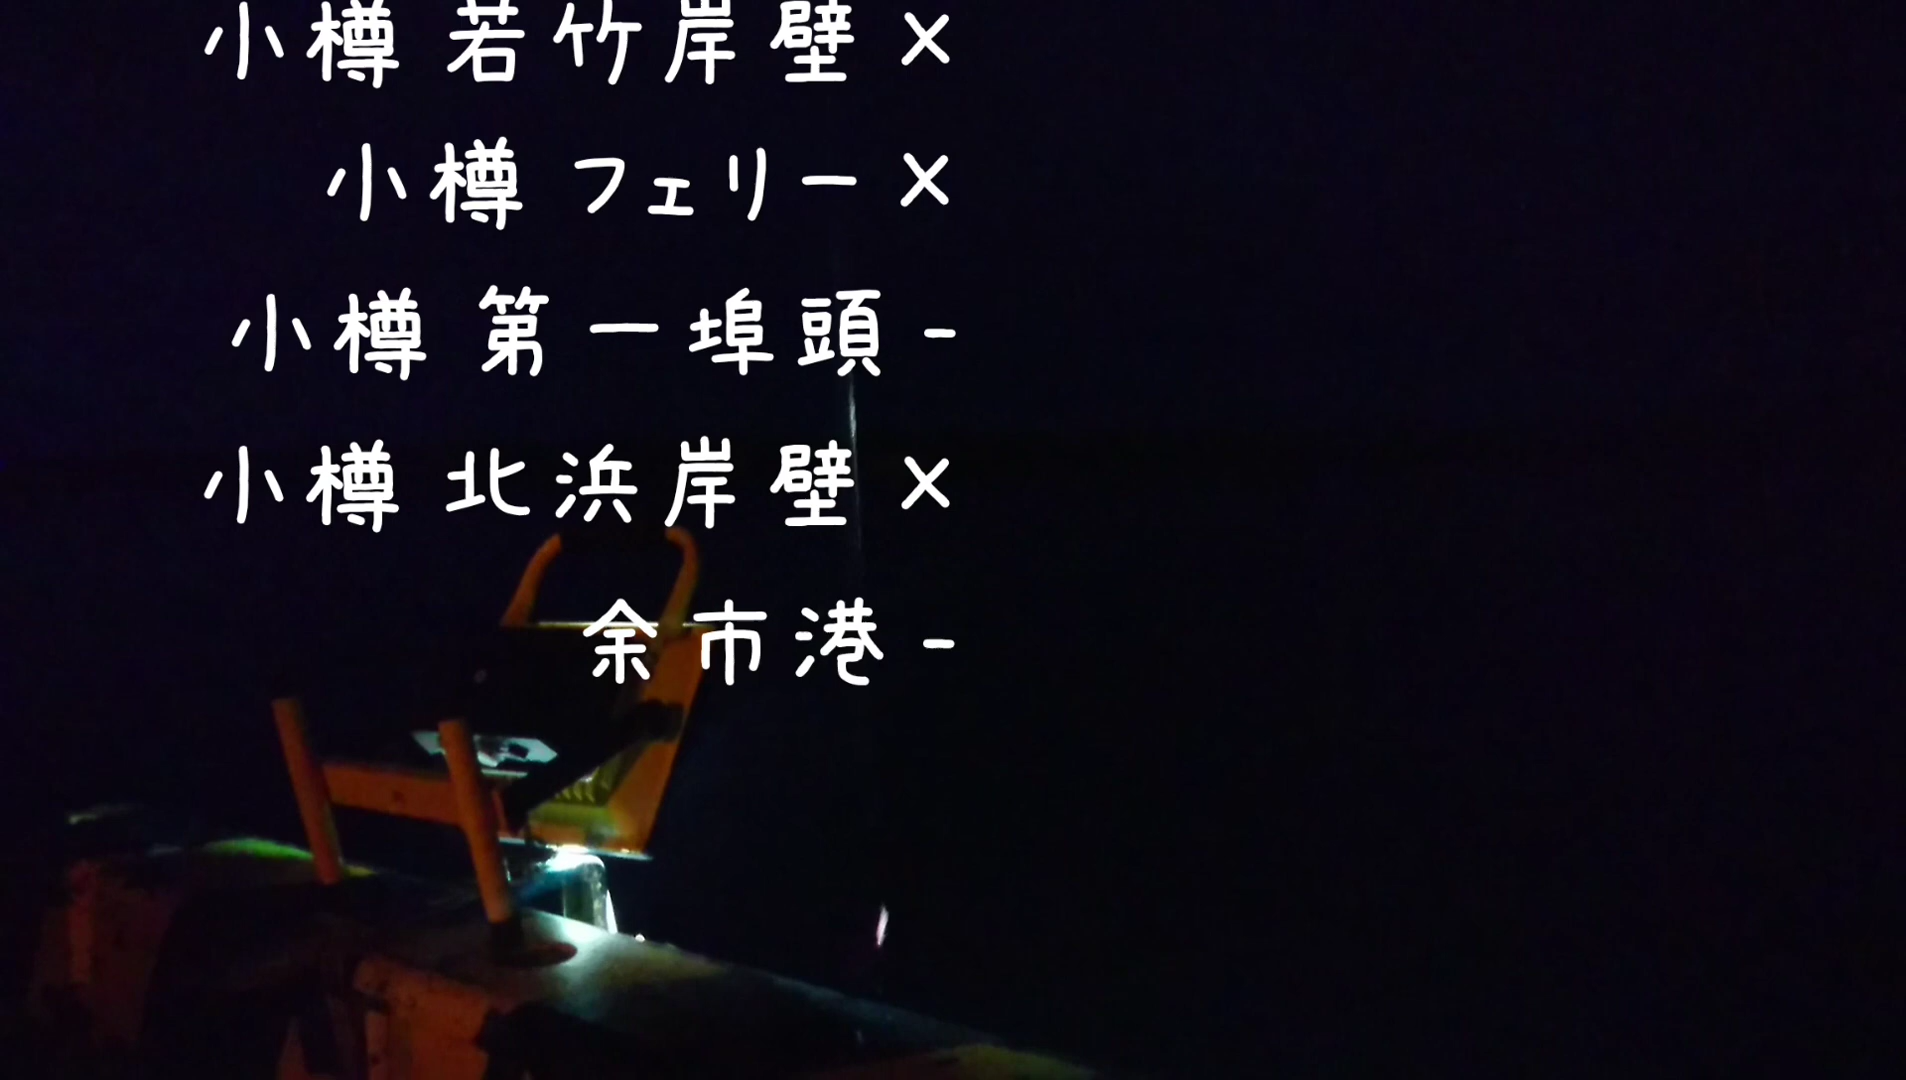 小樽 若竹岸壁 ×
小樽 フェリー ×
小樽 第一埠頭 -
小樽 北浜岸壁 ×
余市港 -